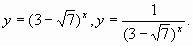 y = (3 − √7)^x, y = 1/(3 − √7)^x.